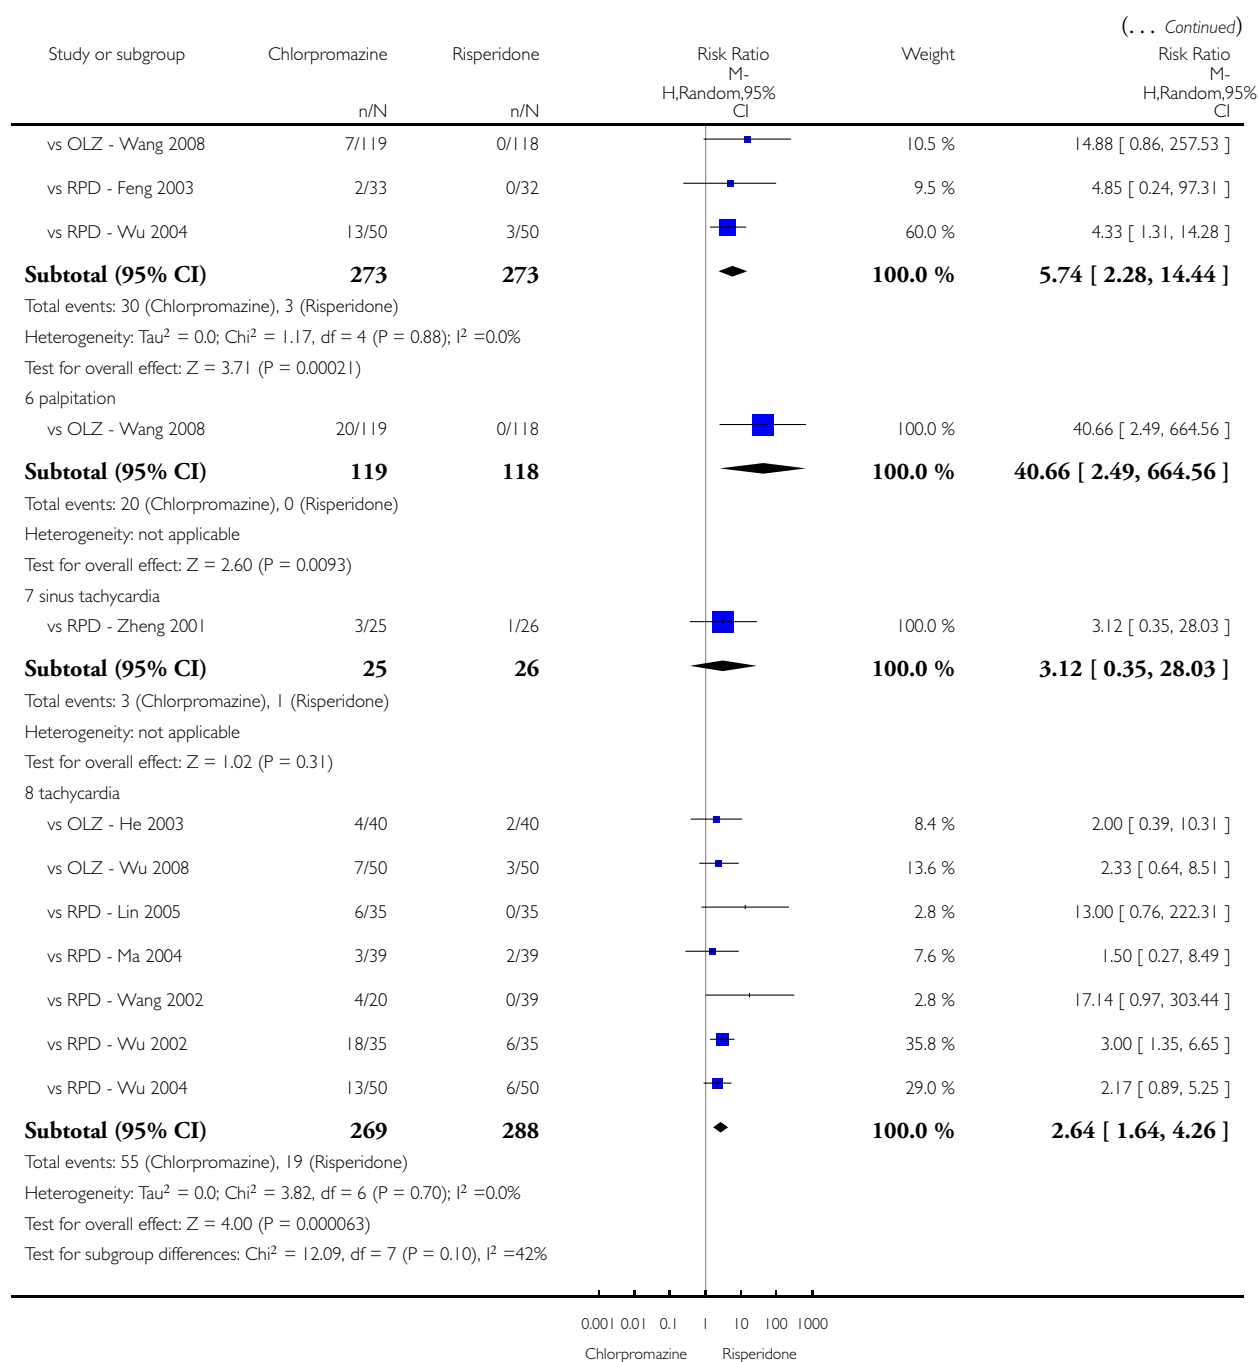 (... Continued)
Study or subgroup Chlorpromazine Risperidone Risk Ratio Weight Risk Ratio
M- M-
H,Random,95% H,Random,95%
n/N n/N CI CI
vs OLZ - Wang 2008 7/119 0/118 10.5 % 14.88 [ 0.86, 257.53 ]
vs RPD - Feng 2003 2/33 0/32 9.5 % 4.85 [ 0.24, 97.31 ]
vs RPD - Wu 2004 13/50 3/50 60.0 % 4.33 [ 1.31, 14.28 ]
Subtotal (95% CI) 273 273 100.0 % 5.74 [ 2.28, 14.44 ]
Total events: 30 (Chlorpromazine), 3 (Risperidone)
Heterogeneity: Tau² = 0.0; Chi² = 1.17, df = 4 (P = 0.88); I² =0.0%
Test for overall effect: Z = 3.71 (P = 0.00021)
6 palpitation
vs OLZ - Wang 2008 20/119 0/118 100.0 % 40.66 [ 2.49, 664.56 ]
Subtotal (95% CI) 119 118 100.0 % 40.66 [ 2.49, 664.56 ]
Total events: 20 (Chlorpromazine), 0 (Risperidone)
Heterogeneity: not applicable
Test for overall effect: Z = 2.60 (P = 0.0093)
7 sinus tachycardia
vs RPD - Zheng 2001 3/25 1/26 100.0 % 3.12 [ 0.35, 28.03 ]
Subtotal (95% CI) 25 26 100.0 % 3.12 [ 0.35, 28.03 ]
Total events: 3 (Chlorpromazine), 1 (Risperidone)
Heterogeneity: not applicable
Test for overall effect: Z = 1.02 (P = 0.31)
8 tachycardia
vs OLZ - He 2003 4/40 2/40 8.4 % 2.00 [ 0.39, 10.31 ]
vs OLZ - Wu 2008 7/50 3/50 13.6 % 2.33 [ 0.64, 8.51 ]
vs RPD - Lin 2005 6/35 0/35 2.8 % 13.00 [ 0.76, 222.31 ]
vs RPD - Ma 2004 3/39 2/39 7.6 % 1.50 [ 0.27, 8.49 ]
vs RPD - Wang 2002 4/20 0/39 2.8 % 17.14 [ 0.97, 303.44 ]
vs RPD - Wu 2002 18/35 6/35 35.8 % 3.00 [ 1.35, 6.65 ]
vs RPD - Wu 2004 13/50 6/50 29.0 % 2.17 [ 0.89, 5.25 ]
Subtotal (95% CI) 269 288 100.0 % 2.64 [ 1.64, 4.26 ]
Total events: 55 (Chlorpromazine), 19 (Risperidone)
Heterogeneity: Tau² = 0.0; Chi² = 3.82, df = 6 (P = 0.70); I² =0.0%
Test for overall effect: Z = 4.00 (P = 0.000063)
Test for subgroup differences: Chi² = 12.09, df = 7 (P = 0.10), I² =42%
0.001 0.01 0.1 1 10 100 1000
Chlorpromazine Risperidone